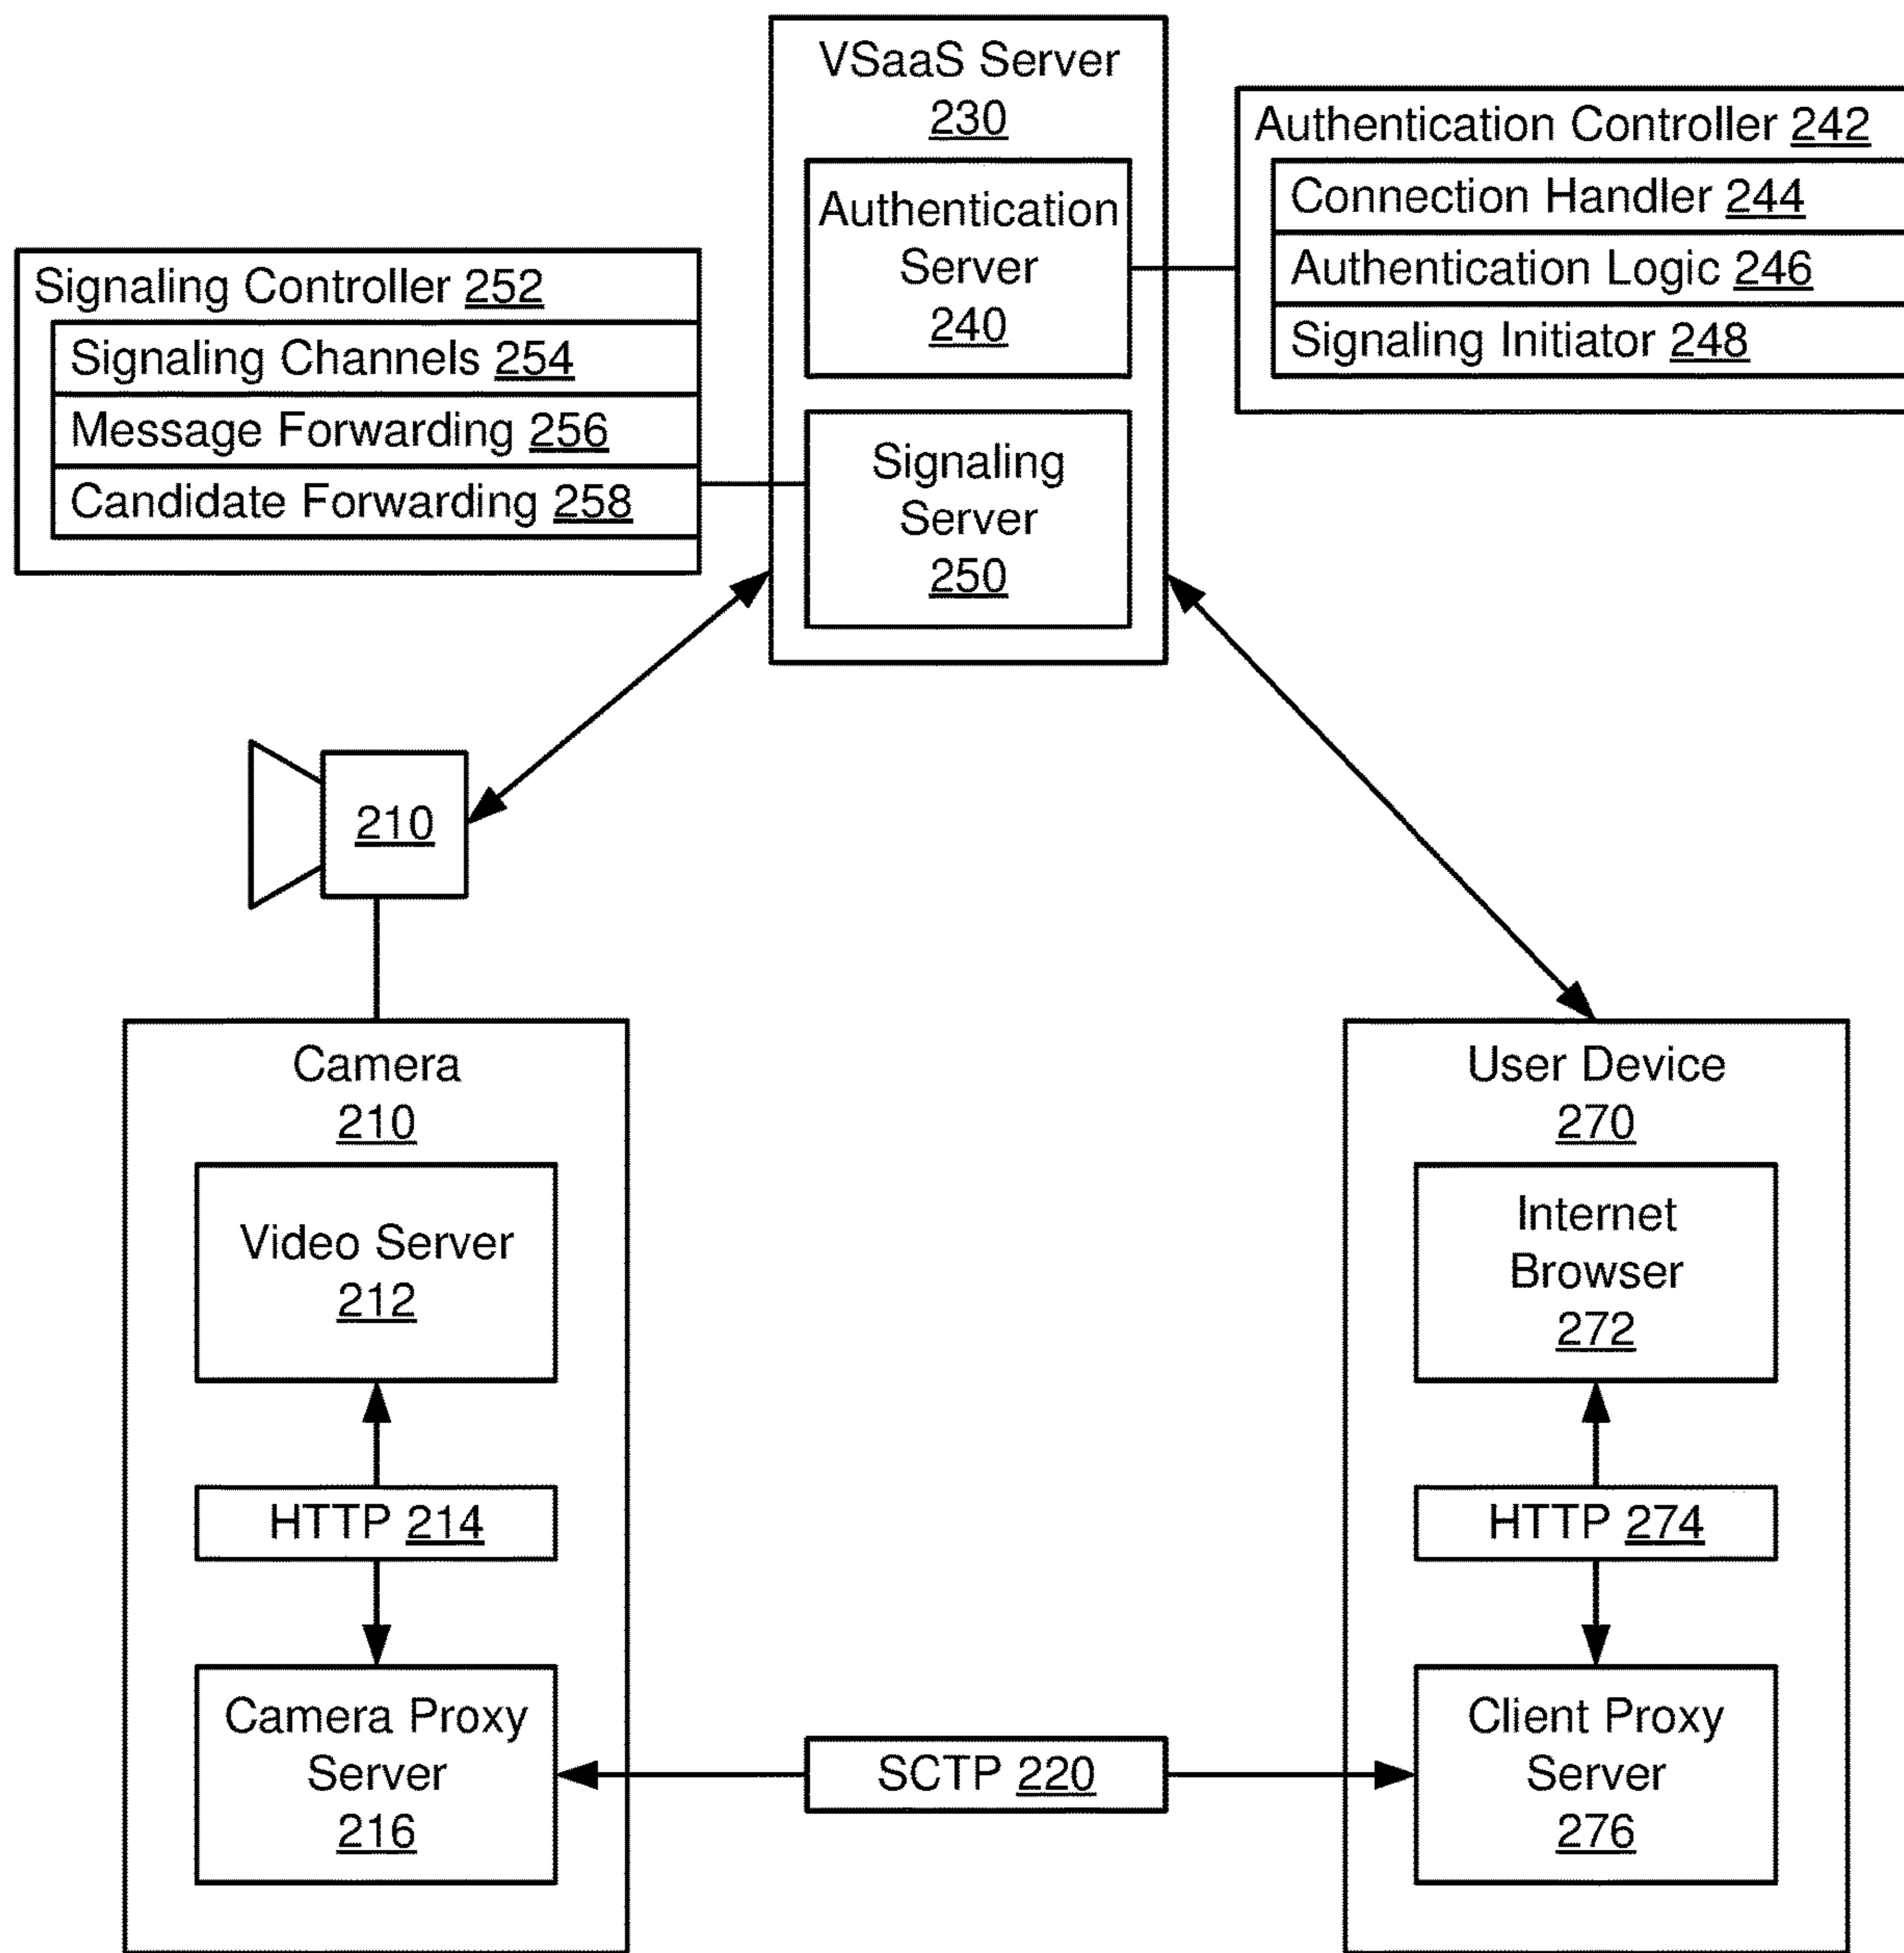 VSaaS Server
230
Authentication
Server
240
Signaling
Server
250
Authentication Controller 242
Connection Handler 244
Authentication Logic 246
Signaling Initiator 248
Signaling Controller 252
Signaling Channels 254
Message Forwarding 256
Candidate Forwarding 258
210
Camera
210
Video Server
212
HTTP 214
Camera Proxy
Server
216
SCTP 220
User Device
270
Internet
Browser
272
HTTP 274
Client Proxy
Server
276